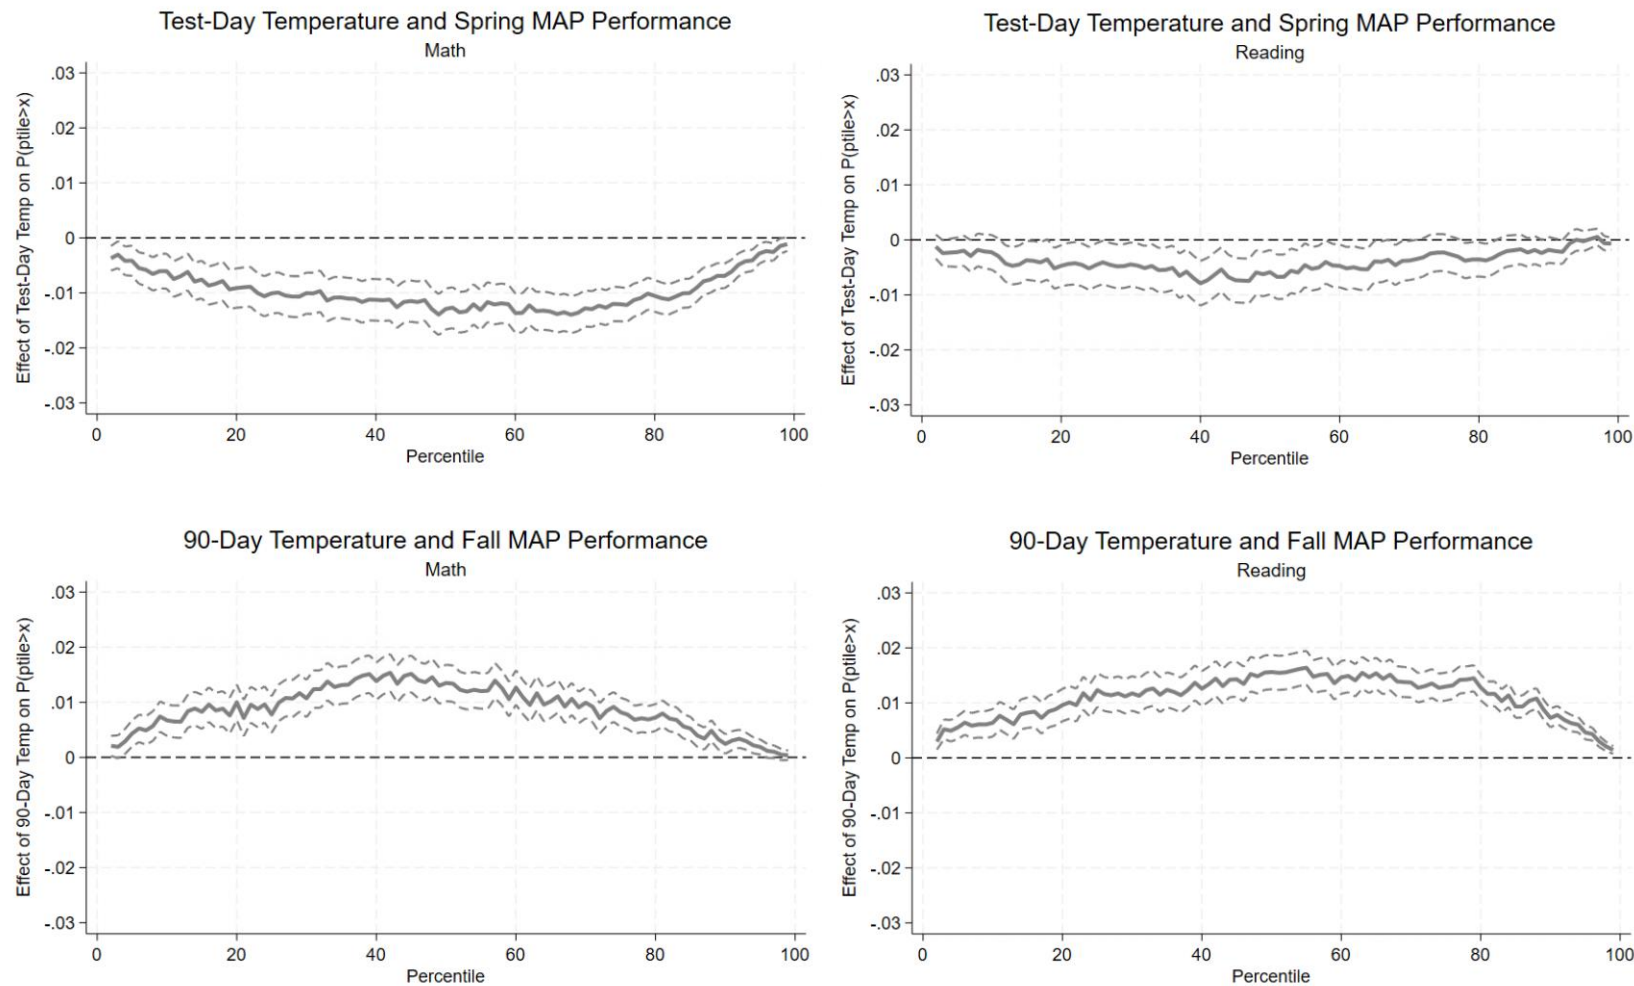 Test-Day Temperature and Spring MAP Performance
Math
Effect of Test-Day Temp on P(ptile>x)
.03
.02
.01
0
-.01
-.02
-.03
0 20 40 60 80 100
Percentile
Test-Day Temperature and Spring MAP Performance
Reading
Effect of Test-Day Temp on P(ptile>x)
.03
.02
.01
0
-.01
-.02
-.03
0 20 40 60 80 100
Percentile
90-Day Temperature and Fall MAP Performance
Math
Effect of 90-Day Temp on P(ptile>x)
.03
.02
.01
0
-.01
-.02
-.03
0 20 40 60 80 100
Percentile
90-Day Temperature and Fall MAP Performance
Reading
Effect of 90-Day Temp on P(ptile>x)
.03
.02
.01
0
-.01
-.02
-.03
0 20 40 60 80 100
Percentile